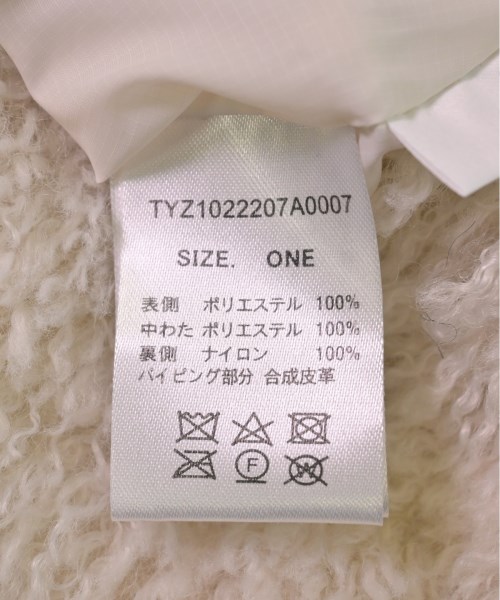 TYZ1022207A0007
SIZE. ONE
表側 ポリエステル 100%
中わた ポリエステル 100%
裏側 ナイロン 100%
パイピング部分 合成皮革
F W